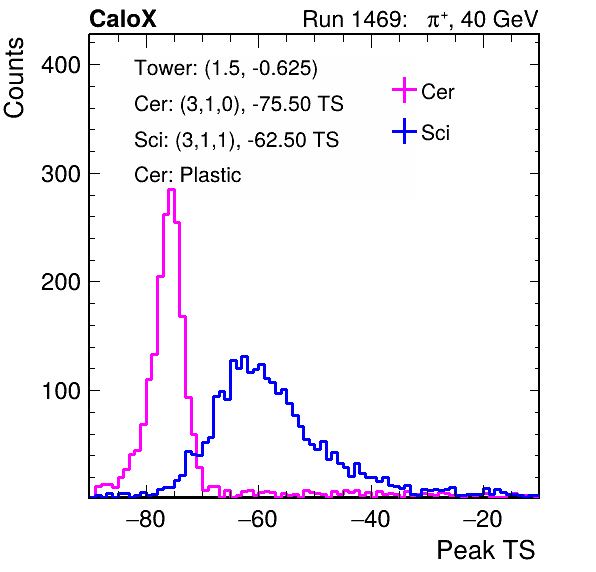 CaloX Run 1469: π⁺, 40 GeV
Counts
Tower: (1.5, -0.625)
Cer: (3,1,0), -75.50 TS
Sci: (3,1,1), -62.50 TS
Cer: Plastic
Cer
Sci
400
300
200
100
−80 −60 −40 −20
Peak TS